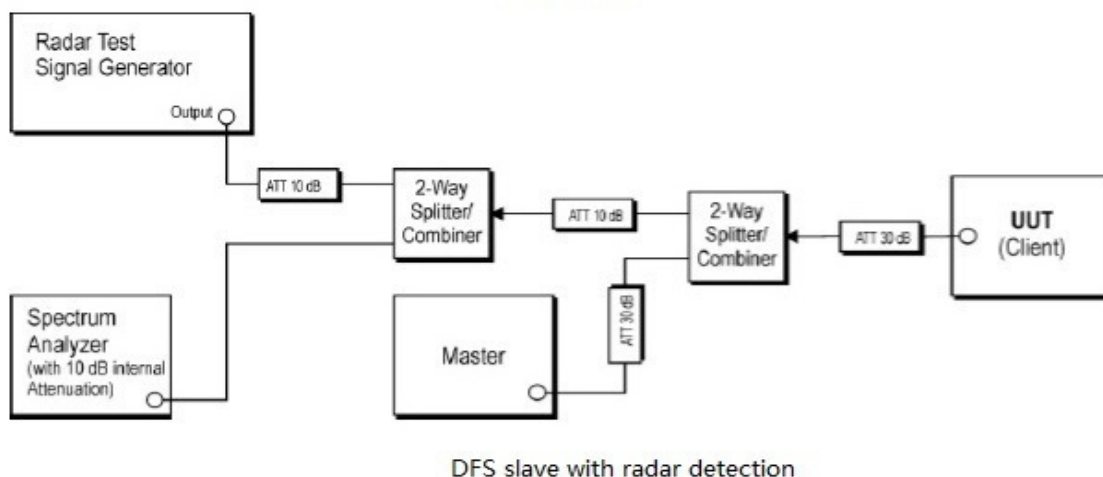 Radar Test
Signal Generator
Output
ATT 10 dB
2-Way
Splitter/
Combiner
ATT 10 dB
2-Way
Splitter/
Combiner
ATT 30 dB
UUT
(Client)
Spectrum
Analyzer
(with 10 dB internal
Attenuation)
Master
ATT 30 dB
DFS slave with radar detection